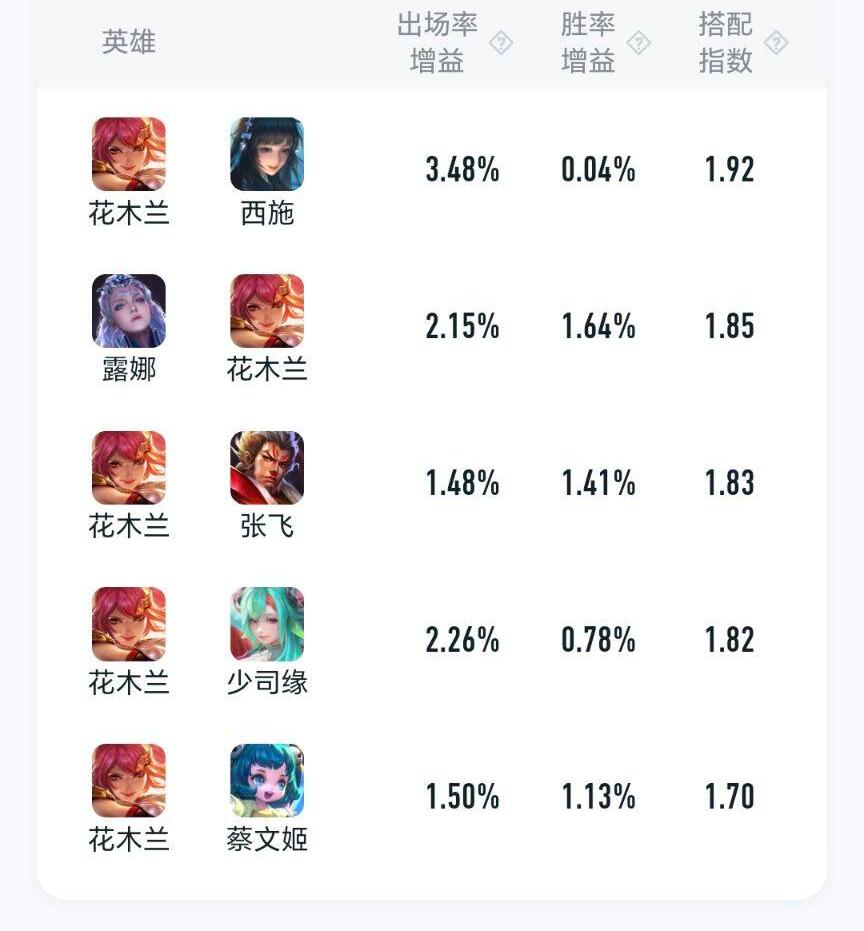 英雄 出场率增益 ? 胜率增益 ? 搭配指数 ?
花木兰 西施 3.48% 0.04% 1.92
露娜 花木兰 2.15% 1.64% 1.85
花木兰 张飞 1.48% 1.41% 1.83
花木兰 少司缘 2.26% 0.78% 1.82
花木兰 蔡文姬 1.50% 1.13% 1.70